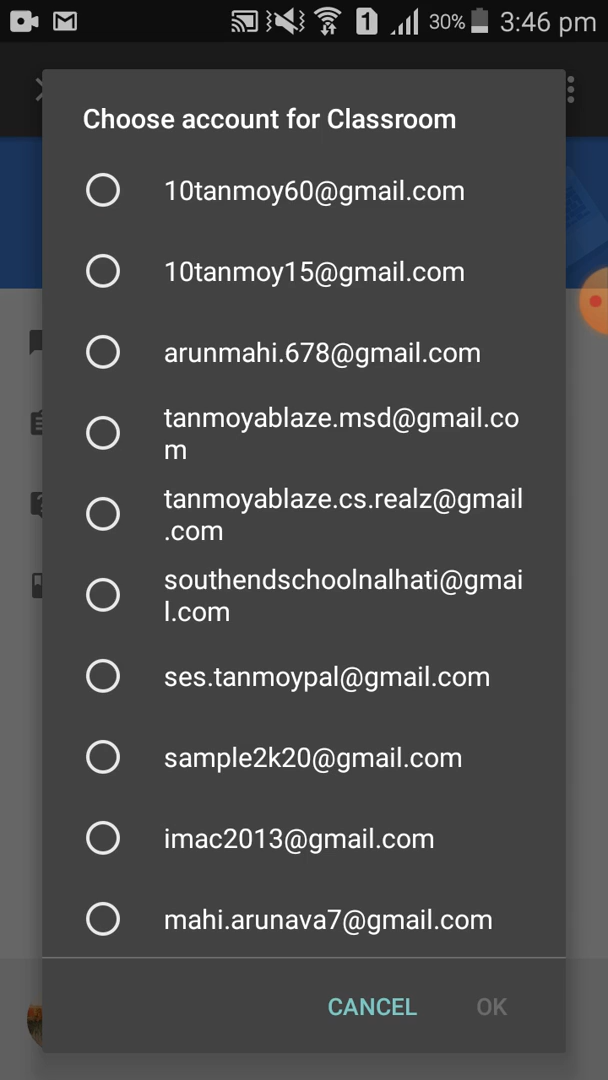 1 30% 3:46 pm
Choose account for Classroom
10tanmoy60@gmail.com
10tanmoy15@gmail.com
arunmahi.678@gmail.com
tanmoyablaze.msd@gmail.co
m
tanmoyablaze.cs.realz@gmail
.com
southendschoolnalhati@gmai
l.com
ses.tanmoypal@gmail.com
sample2k20@gmail.com
imac2013@gmail.com
mahi.arunava7@gmail.com
CANCEL OK